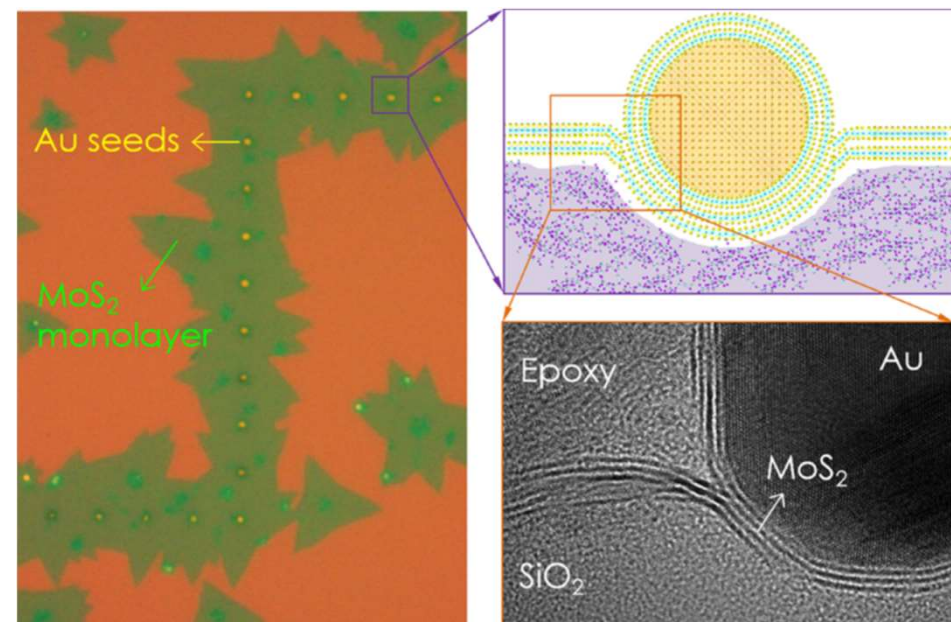 Au seeds
MoS₂
monolayer
Epoxy
Au
MoS₂
SiO₂